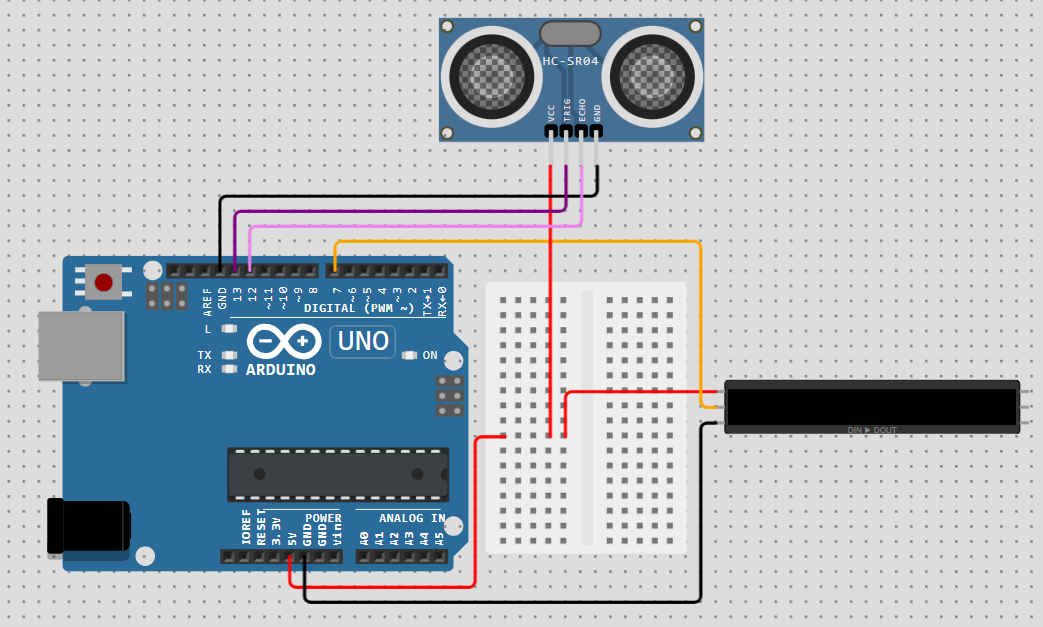 HC-SR04
VCC
TRIG
ECHO
GND
AREF
GND
13
12
~11
~10
~9
8
7
~6
~5
4
~3
2
TX→1
RX←0
DIGITAL (PWM ~)
L
TX
RX
UNO
ON
ARDUINO
DIN ▶ DOUT
POWER
ANALOG IN
IOREF
RESET
3.3V
5V
GND
GND
Vin
A0
A1
A2
A3
A4
A5